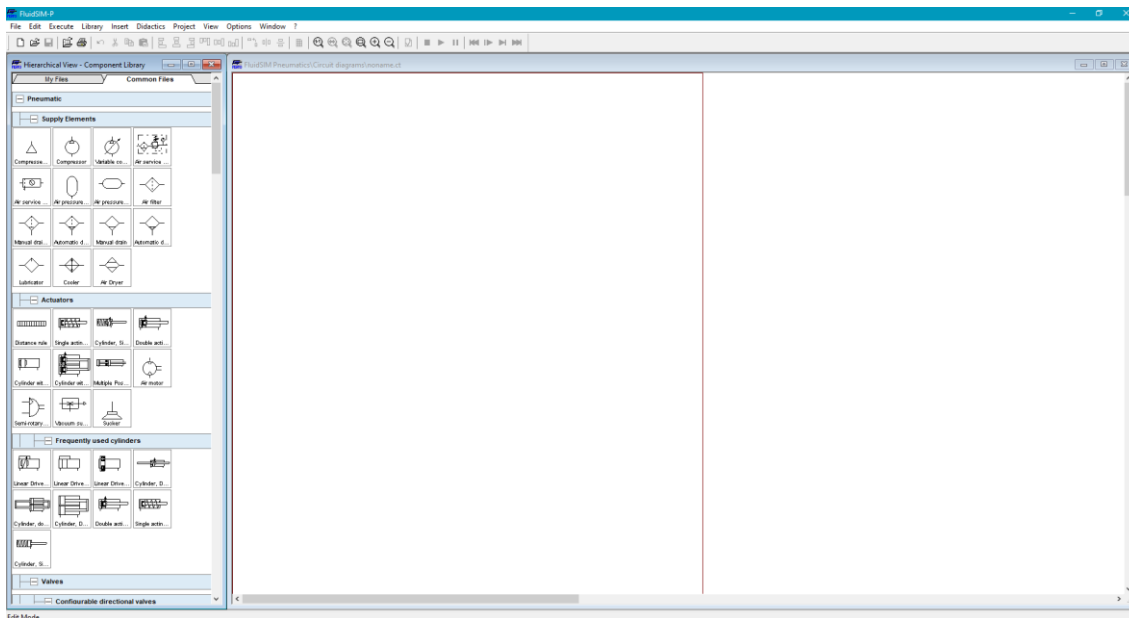 FluidSIM-P
File Edit Execute Library Insert Didactics Project View Options Window ?
Hierarchical View - Component Library
FluidSIM Pneumatics\Circuit diagrams\noname.ct
My Files Common Files
Pneumatic
Supply Elements
Compresse... Compressor Variable co... Air service ...
Air service ... Air pressure... Air pressure... Air filter
Manual drai... Automatic d... Manual drain Automatic d...
Lubricator Cooler Air Dryer
Actuators
Distance rule Single actin... Cylinder, Si... Double acti...
Cylinder wit... Cylinder wit... Multiple Pos... Air motor
Semi-rotary... Vacuum su... Sucker
Frequently used cylinders
Linear Drive... Linear Drive... Linear Drive... Cylinder, D...
Cylinder, do... Cylinder, D... Double acti... Single actin...
Cylinder, Si...
Valves
Configurable directional valves
Edit Mode